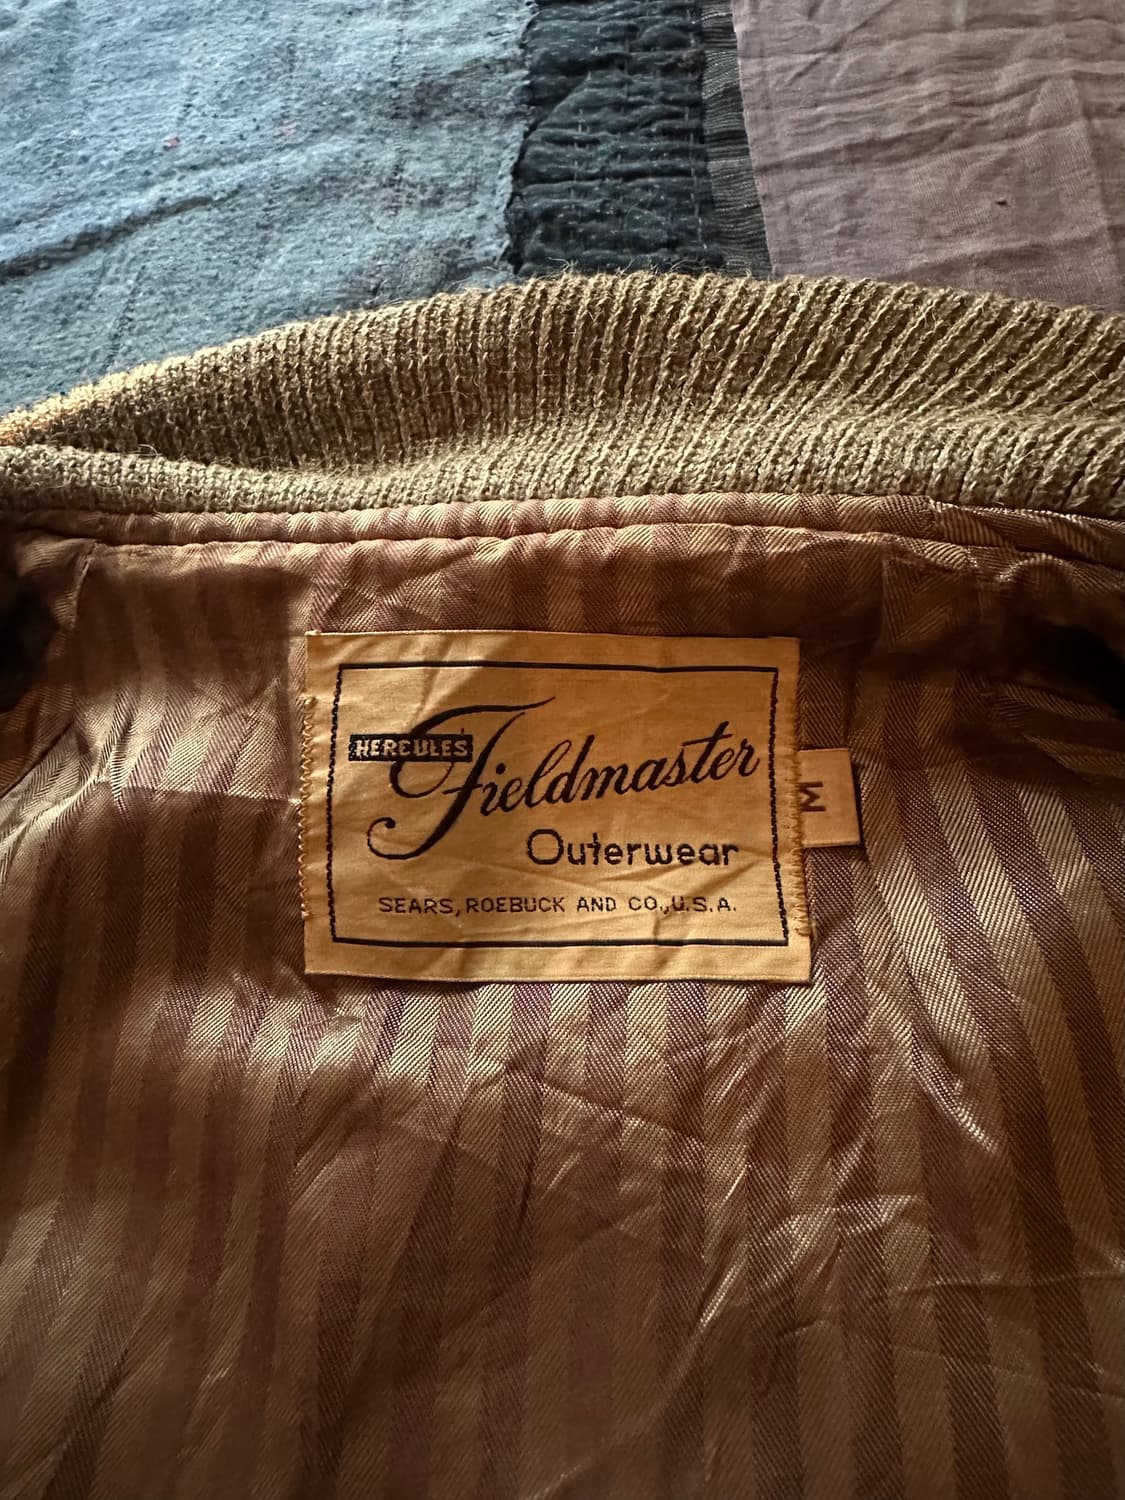 HERCULES
Fieldmaster
Outerwear
SEARS, ROEBUCK AND CO., U.S.A.
M